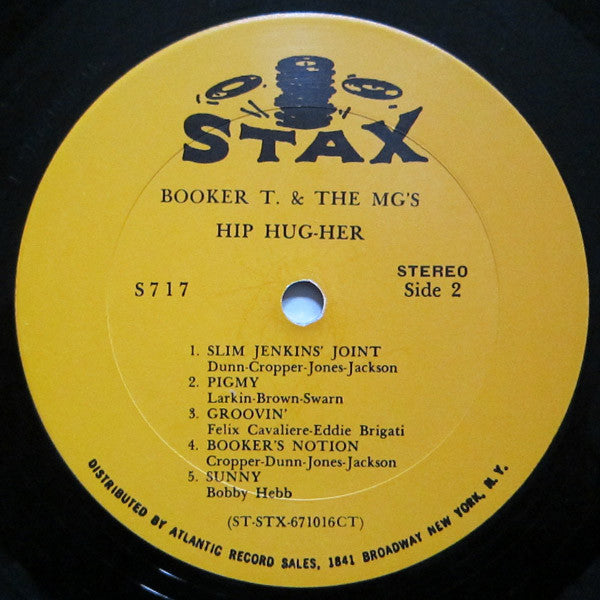 STAX
BOOKER T. & THE MG'S
HIP HUG-HER
S717
STEREO
Side 2
1. SLIM JENKINS' JOINT
Dunn-Cropper-Jones-Jackson
2. PIGMY
Larkin-Brown-Swarn
3. GROOVIN'
Felix Cavaliere-Eddie Brigati
4. BOOKER'S NOTION
Cropper-Dunn-Jones-Jackson
5. SUNNY
Bobby Hebb
(ST-STX-671016CT)
DISTRIBUTED BY ATLANTIC RECORD SALES, 1841 BROADWAY NEW YORK, N.Y.